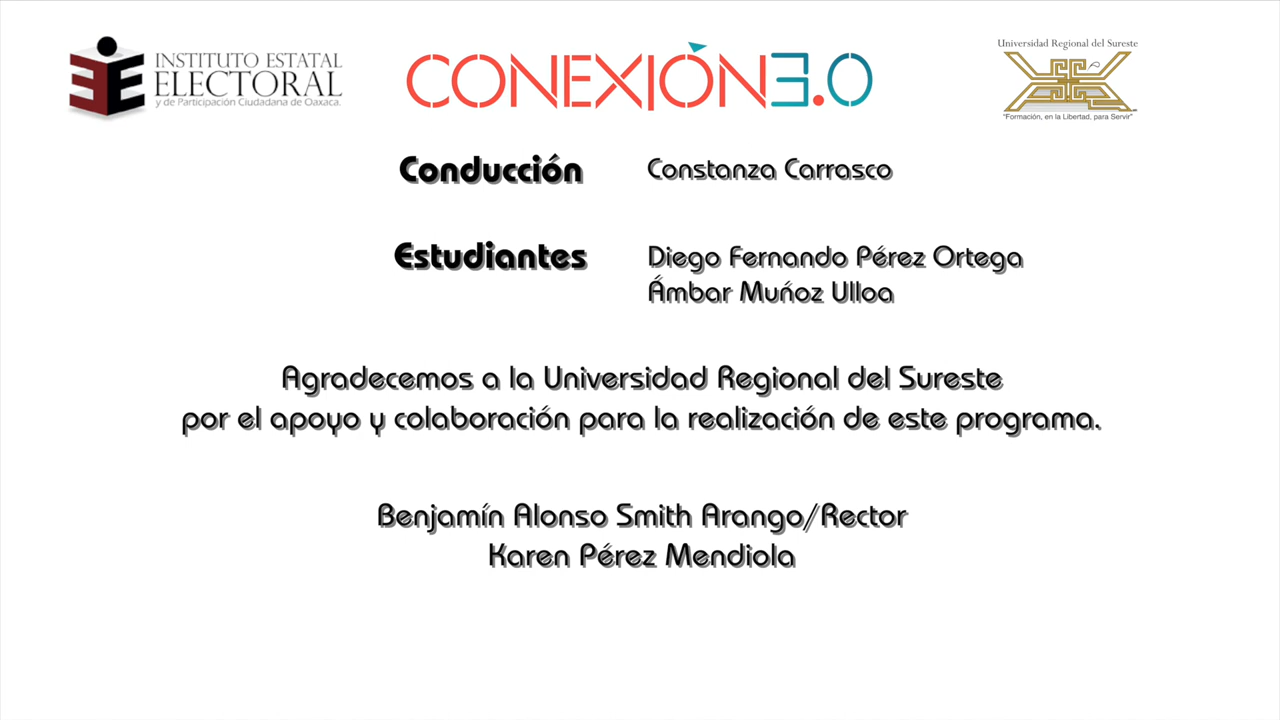 INSTITUTO ESTATAL
ELECTORAL
y de Participación Ciudadana de Oaxaca.
CONEXIÓN3.0
Universidad Regional del Sureste
"Formación, en la Libertad, para Servir"
Conducción Constanza Carrasco
Estudiantes Diego Fernando Pérez Ortega
Ámbar Muñoz Ulloa
Agradecemos a la Universidad Regional del Sureste
por el apoyo y colaboración para la realización de este programa.
Benjamín Alonso Smith Arango/Rector
Karen Pérez Mendiola